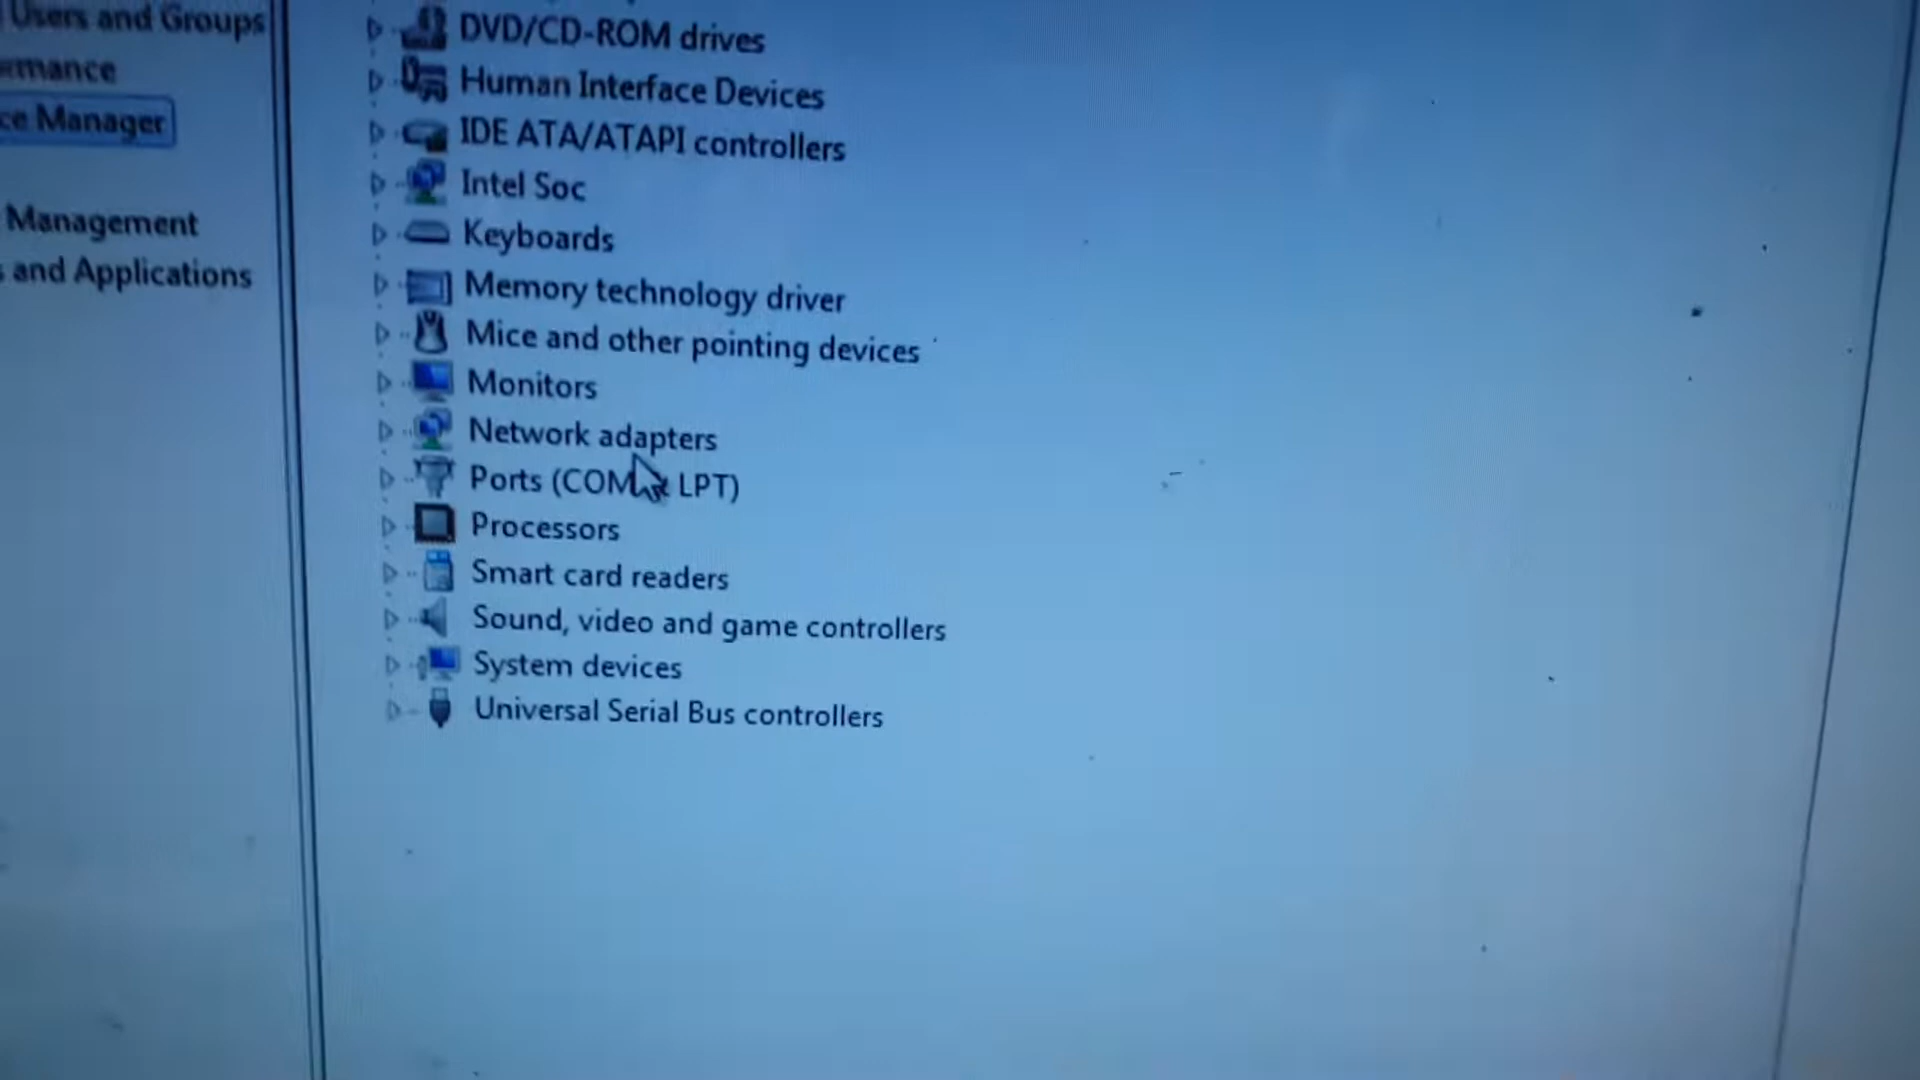 Users and Groups
rmance
ce Manager
Management
s and Applications
DVD/CD-ROM drives
Human Interface Devices
IDE ATA/ATAPI controllers
Intel Soc
Keyboards
Memory technology driver
Mice and other pointing devices
Monitors
Network adapters
Ports (COM LPT)
Processors
Smart card readers
Sound, video and game controllers
System devices
Universal Serial Bus controllers